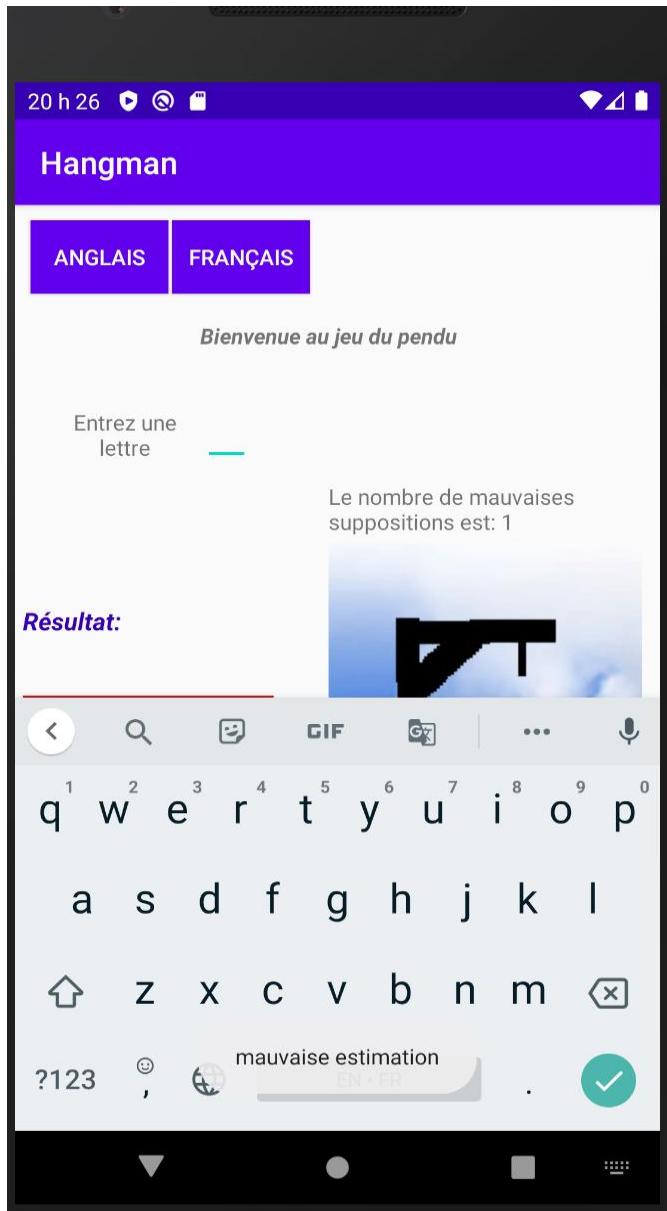 20 h 26
Hangman
ANGLAIS FRANÇAIS
Bienvenue au jeu du pendu
Entrez une
lettre
Le nombre de mauvaises
suppositions est: 1
Résultat:
GIF
q 1 w 2 e 3 r 4 t 5 y 6 u 7 i 8 o 9 p 0
a s d f g h j k l
z x c v b n m
mauvaise estimation
?123 , EN • FR .